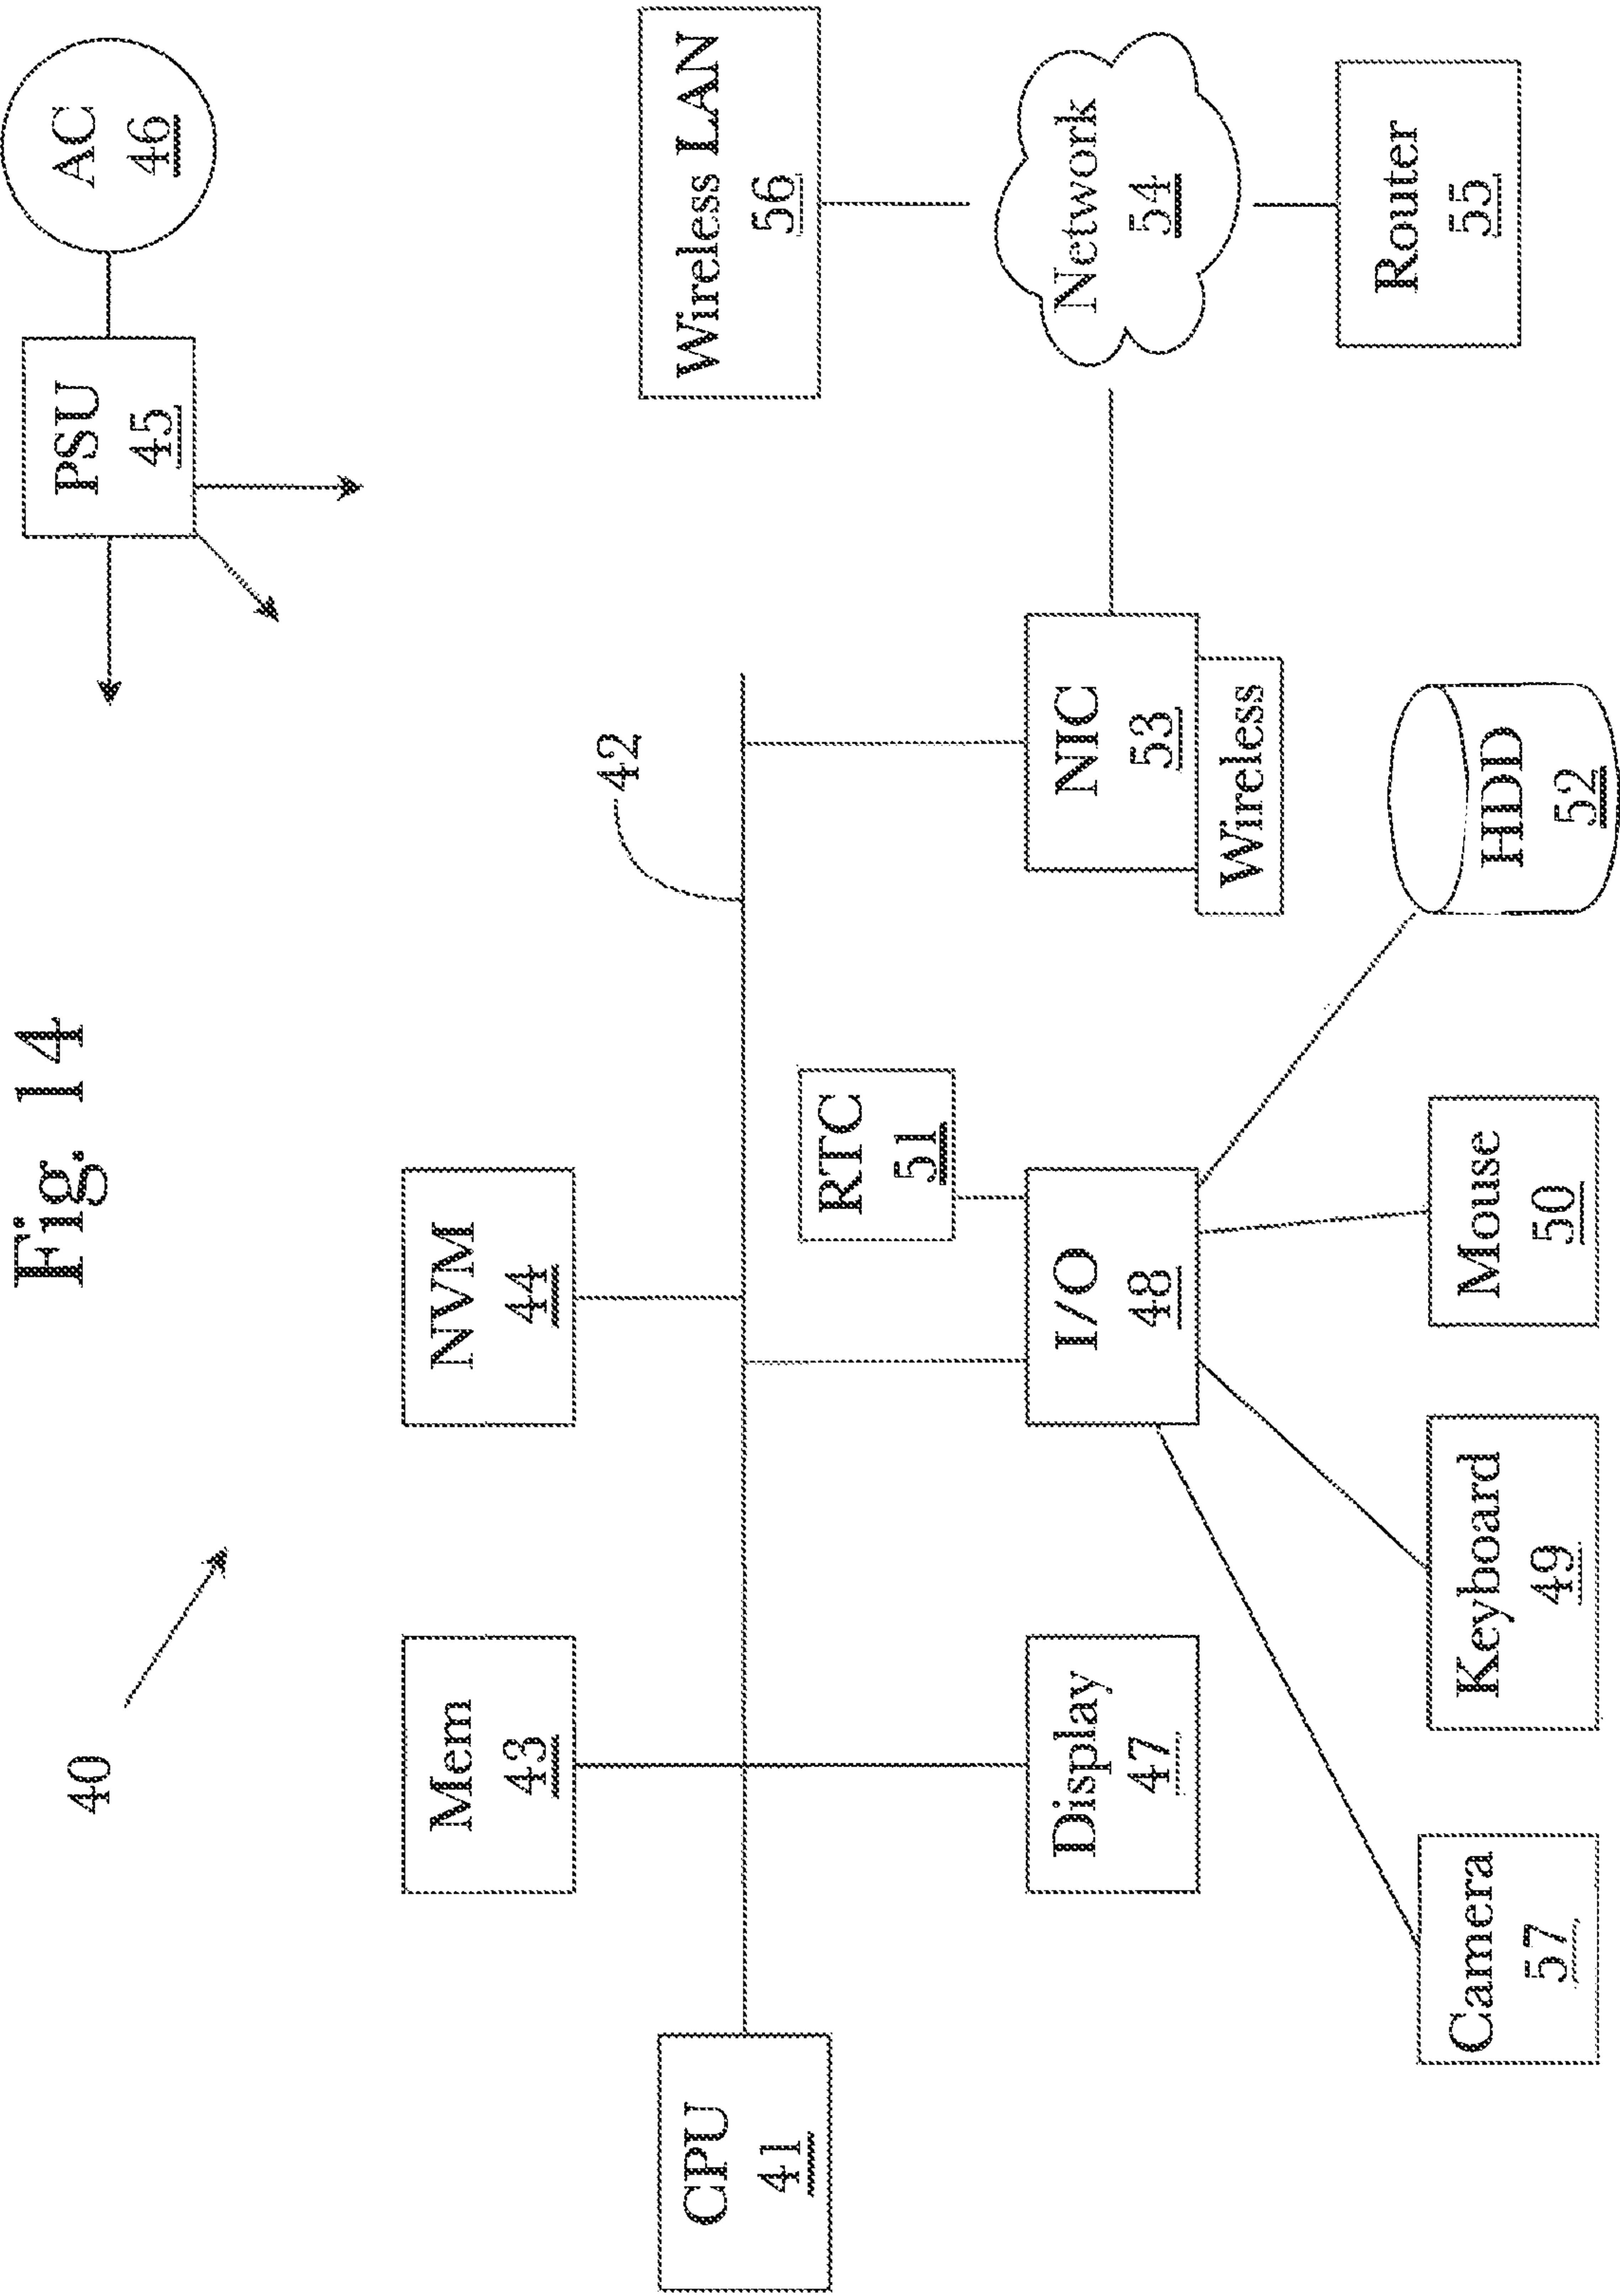 Fig. 14
40
AC
46
PSU
45
Mem
43
NVM
44
42
Wireless LAN
56
CPU
41
RTC
51
Display
47
I/O
48
NIC
53
Wireless
Network
54
Camera
57
Keyboard
49
Mouse
50
HDD
52
Router
55